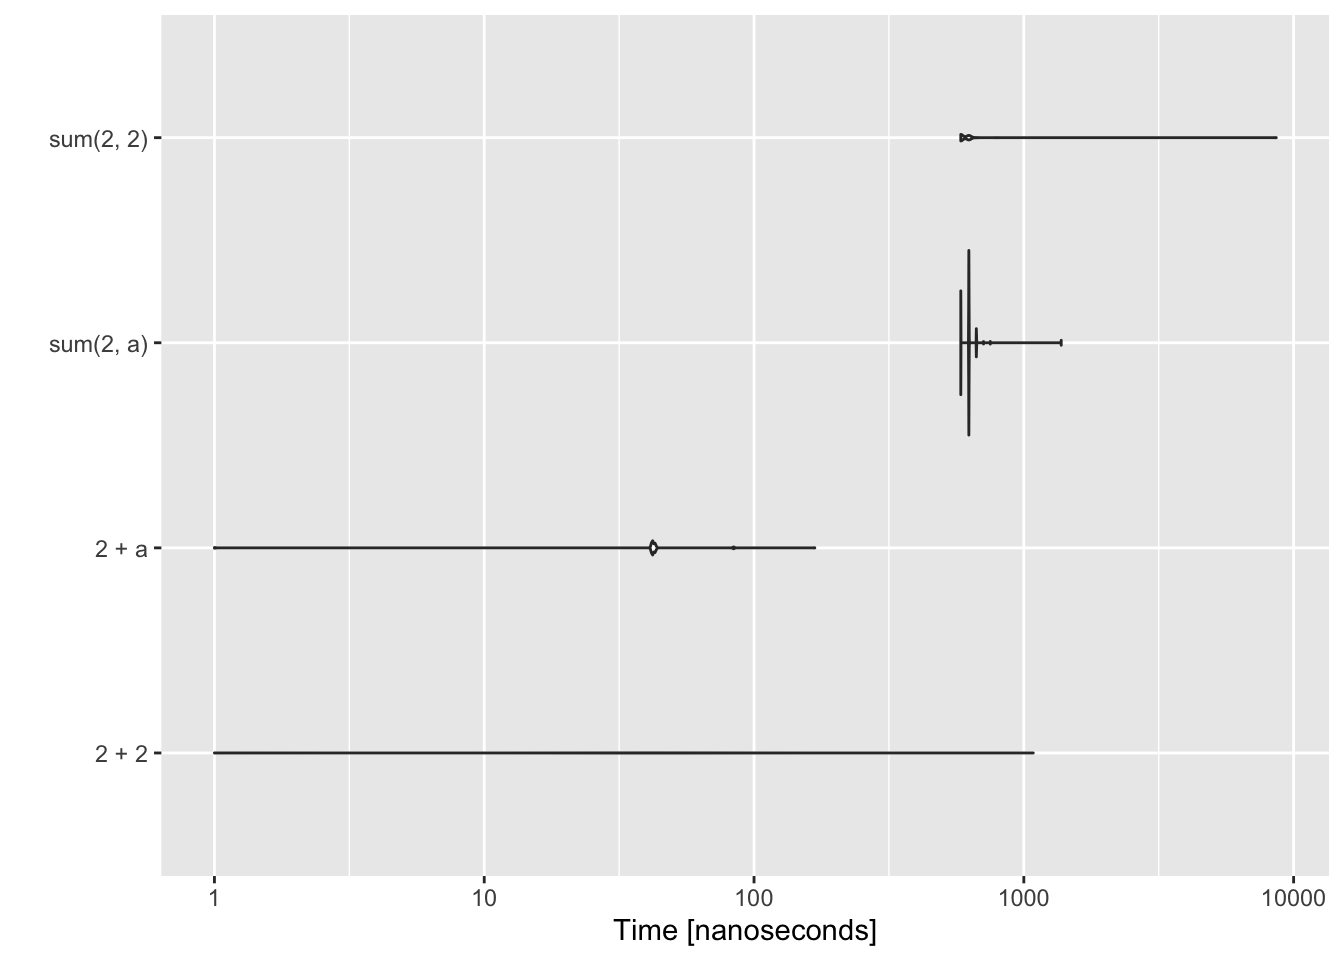 sum(2, 2)
sum(2, a)
2 + a
2 + 2
1 10 100 1000 10000
Time [nanoseconds]